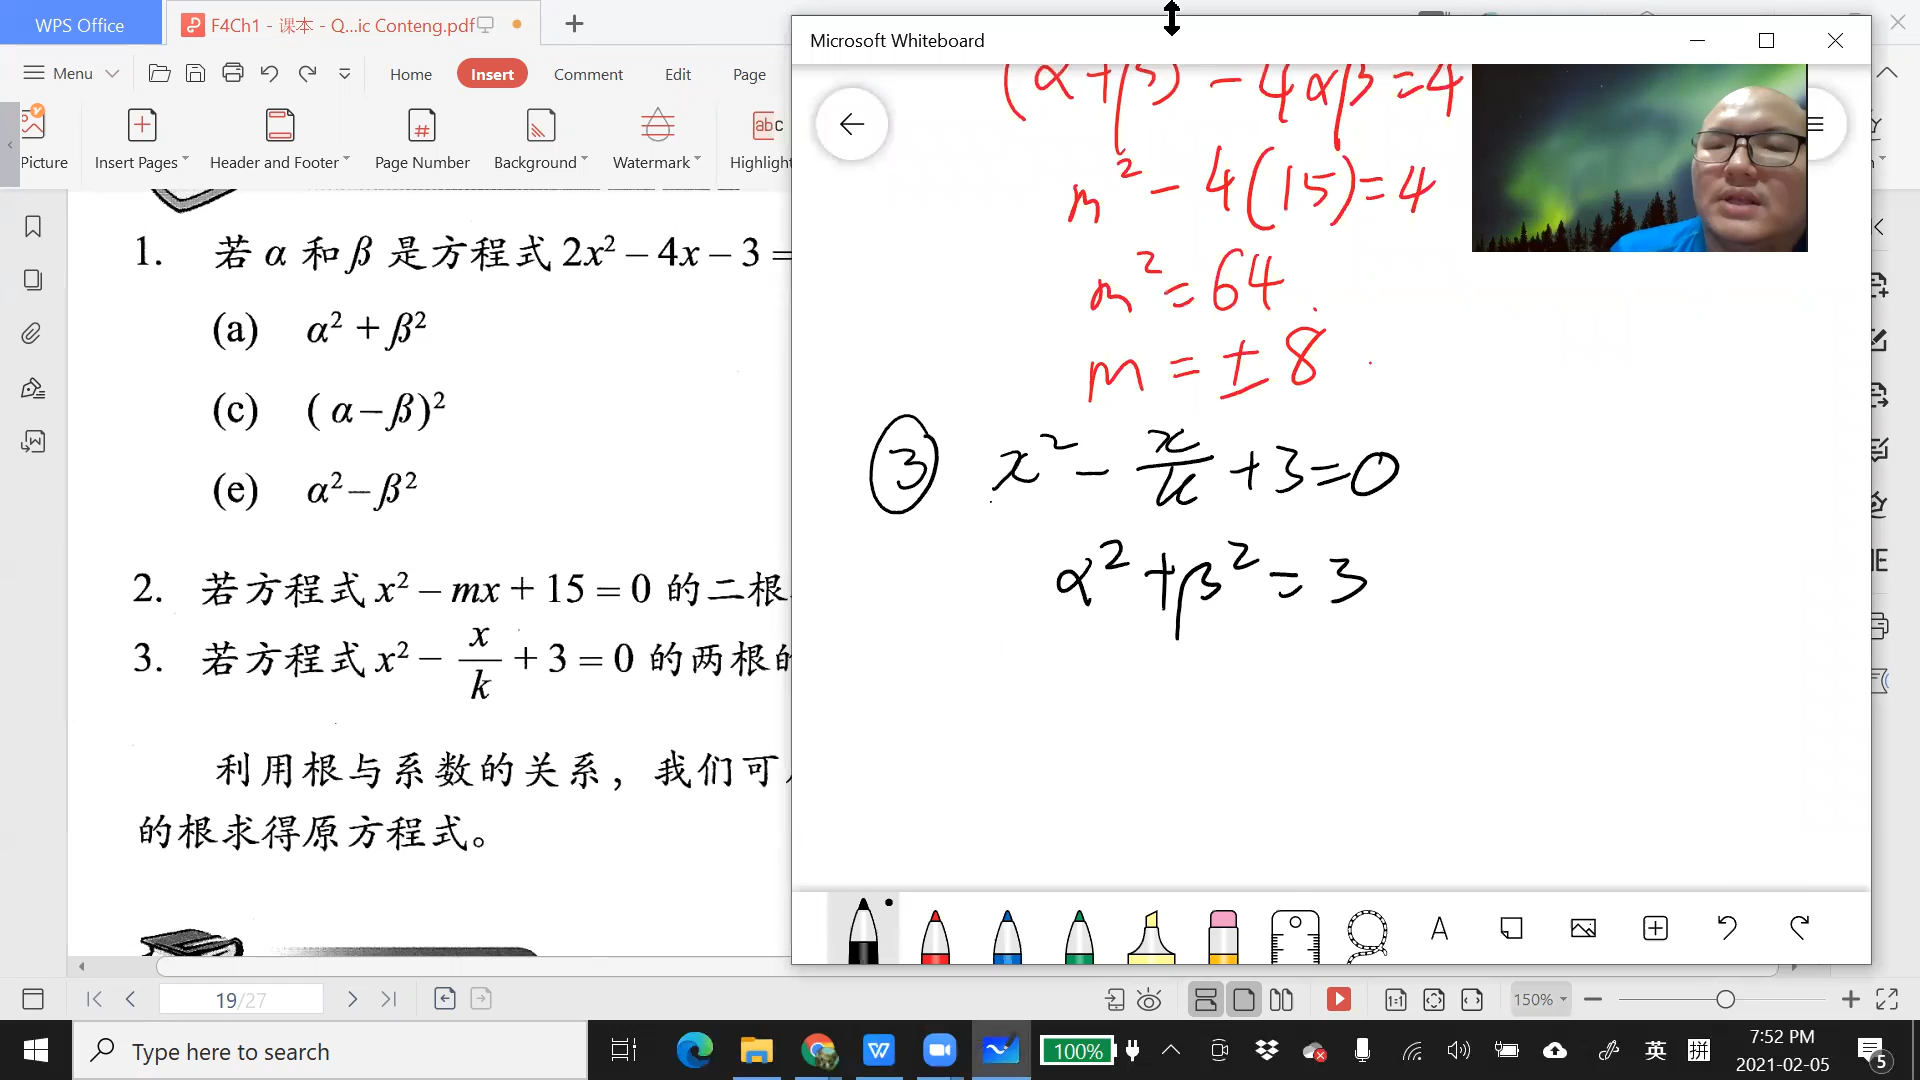 WPS Office
F4Ch1 - 课本 - Q...ic Conteng.pdf
Microsoft Whiteboard
Menu
Home
Insert
Comment
Edit
Page
Picture
Insert Pages
Header and Footer
Page Number
Background
Watermark
abc
Highlight
1. 若 α 和 β 是方程式 2x² – 4x – 3 =
(a) α² + β²
(c) ( α – β)²
(e) α² – β²
2. 若方程式 x² – mx + 15 = 0 的二根
3. 若方程式 x² – x/k + 3 = 0 的两根的
利用根与系数的关系，我们可
的根求得原方程式。
(α+β) - 4αβ = 4
m² - 4(15) = 4
m² = 64
m = ± 8
③ x² - x/k + 3 = 0
α² + β² = 3
A
19/27
1:1
150%
Type here to search
100%
英
拼
7:52 PM
2021-02-05
5